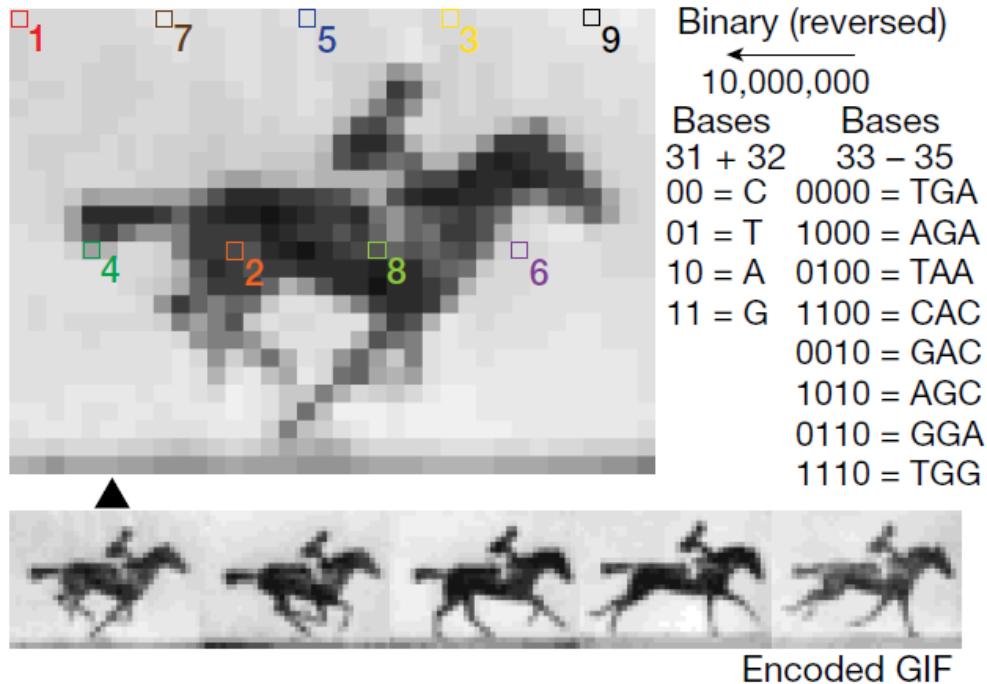 1 7 5 3 9
4 2 8 6
Binary (reversed)
10,000,000
Bases Bases
31 + 32 33 – 35
00 = C 0000 = TGA
01 = T 1000 = AGA
10 = A 0100 = TAA
11 = G 1100 = CAC
0010 = GAC
1010 = AGC
0110 = GGA
1110 = TGG
Encoded GIF